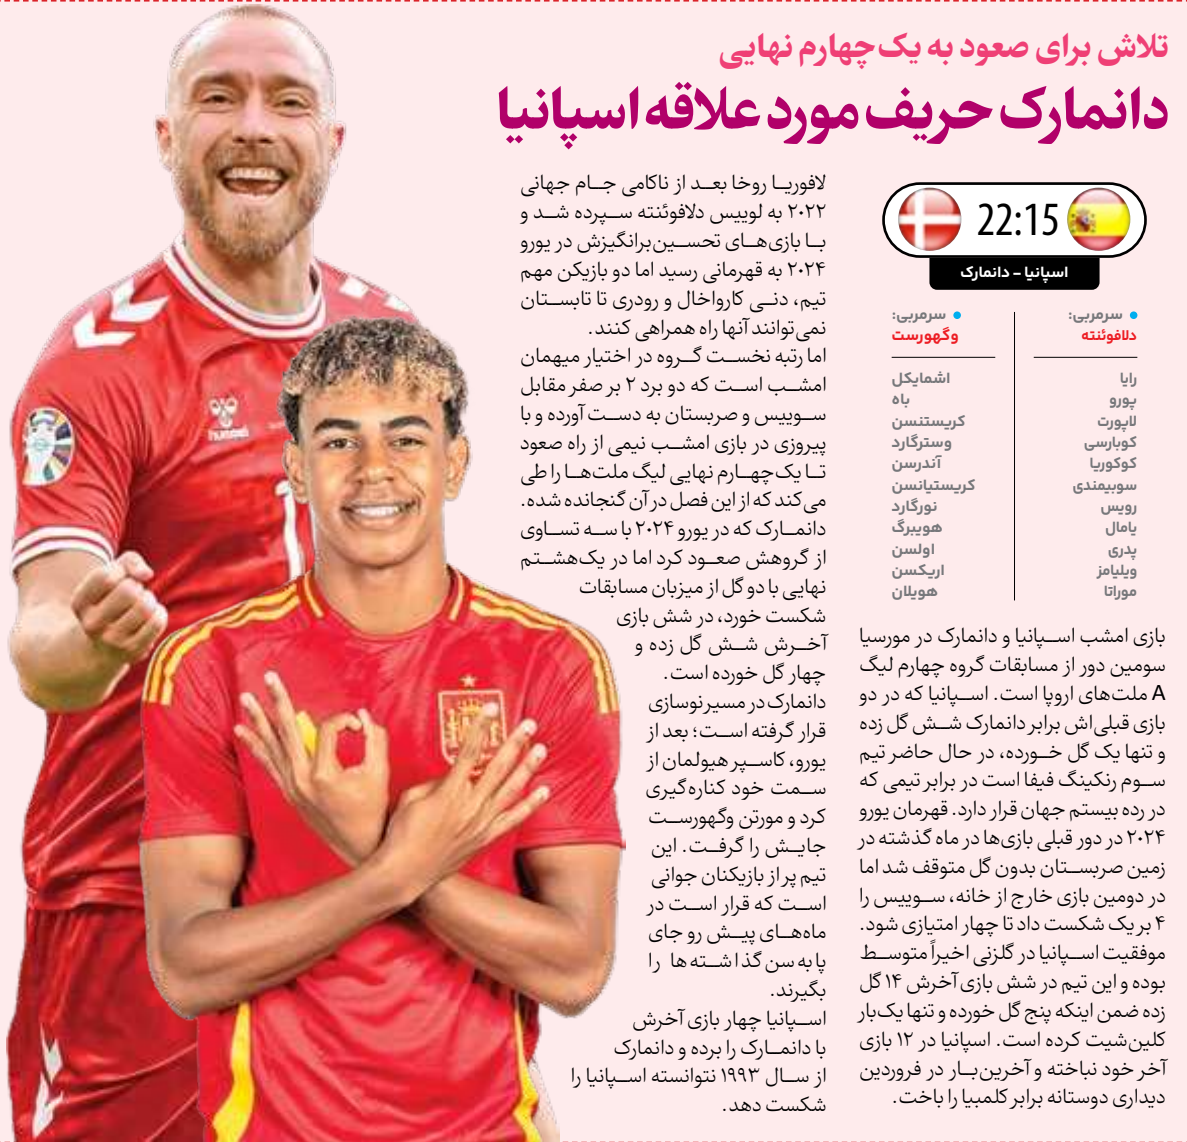 تلاش برای صعود به یک‌چهارم نهایی
دانمارک حریف مورد علاقه اسپانیا
22:15
اسپانیا - دانمارک
سرمربی:
دلافوئنته
رایا
پورو
لاپورت
کوبارسی
کوکوریا
سوبیمندی
رویس
یامال
پدری
ویلیامز
موراتا
سرمربی:
وگهورست
اشمایکل
باه
کریستنسن
وسترگارد
آندرسن
کریستیانسن
نورگارد
هویبرگ
اولسن
اریکسن
هویلان
بازی امشب اسپانیا و دانمارک در مورسیا
سومین دور از مسابقات گروه چهارم لیگ
A ملت‌های اروپا است. اسپانیا که در دو
بازی قبلی‌اش برابر دانمارک شش گل زده
و تنها یک گل خورده، در حال حاضر تیم
سوم رنکینگ فیفا است در برابر تیمی که
در رده بیستم جهان قرار دارد. قهرمان یورو
۲۰۲۴ در دور قبلی بازی‌ها در ماه گذشته در
زمین صربستان بدون گل متوقف شد اما
در دومین بازی خارج از خانه، سوییس را
۴ بر یک شکست داد تا چهار امتیازی شود.
موفقیت اسپانیا در گلزنی اخیراً متوسط
بوده و این تیم در شش بازی آخرش ۱۴ گل
زده ضمن اینکه پنج گل خورده و تنها یک‌بار
کلین‌شیت کرده است. اسپانیا در ۱۲ بازی
آخر خود نباخته و آخرین‌بار در فروردین
دیداری دوستانه برابر کلمبیا را باخت.
لافوریا روخا بعد از ناکامی جام جهانی
۲۰۲۲ به لوییس دلافوئنته سپرده شد و
با بازی‌های تحسین‌برانگیزش در یورو
۲۰۲۴ به قهرمانی رسید اما دو بازیکن مهم
تیم، دنی کارواخال و رودری تا تابستان
نمی‌توانند آنها راه همراهی کنند.
اما رتبه نخست گروه در اختیار میهمان
امشب است که دو برد ۲ بر صفر مقابل
سوییس و صربستان به دست آورده و با
پیروزی در بازی امشب نیمی از راه صعود
تا یک‌چهارم نهایی لیگ ملت‌ها را طی
می‌کند که از این فصل در آن گنجانده شده.
دانمارک که در یورو ۲۰۲۴ با سه تساوی
از گروهش صعود کرد اما در یک‌هشتم
نهایی با دو گل از میزبان مسابقات
شکست خورد، در شش بازی
آخرش شش گل زده و
چهار گل خورده است.
دانمارک در مسیر نوسازی
قرار گرفته است؛ بعد از
یورو، کاسپر هیولمان از
سمت خود کناره‌گیری
کرد و مورتن وگهورست
جایش را گرفت. این
تیم پر از بازیکنان جوانی
است که قرار است در
ماه‌های پیش رو جای
پا به سن گذاشته‌ها را
بگیرند.
اسپانیا چهار بازی آخرش
با دانمارک را برده و دانمارک
از سال ۱۹۹۳ نتوانسته اسپانیا را
شکست دهد.
hummel